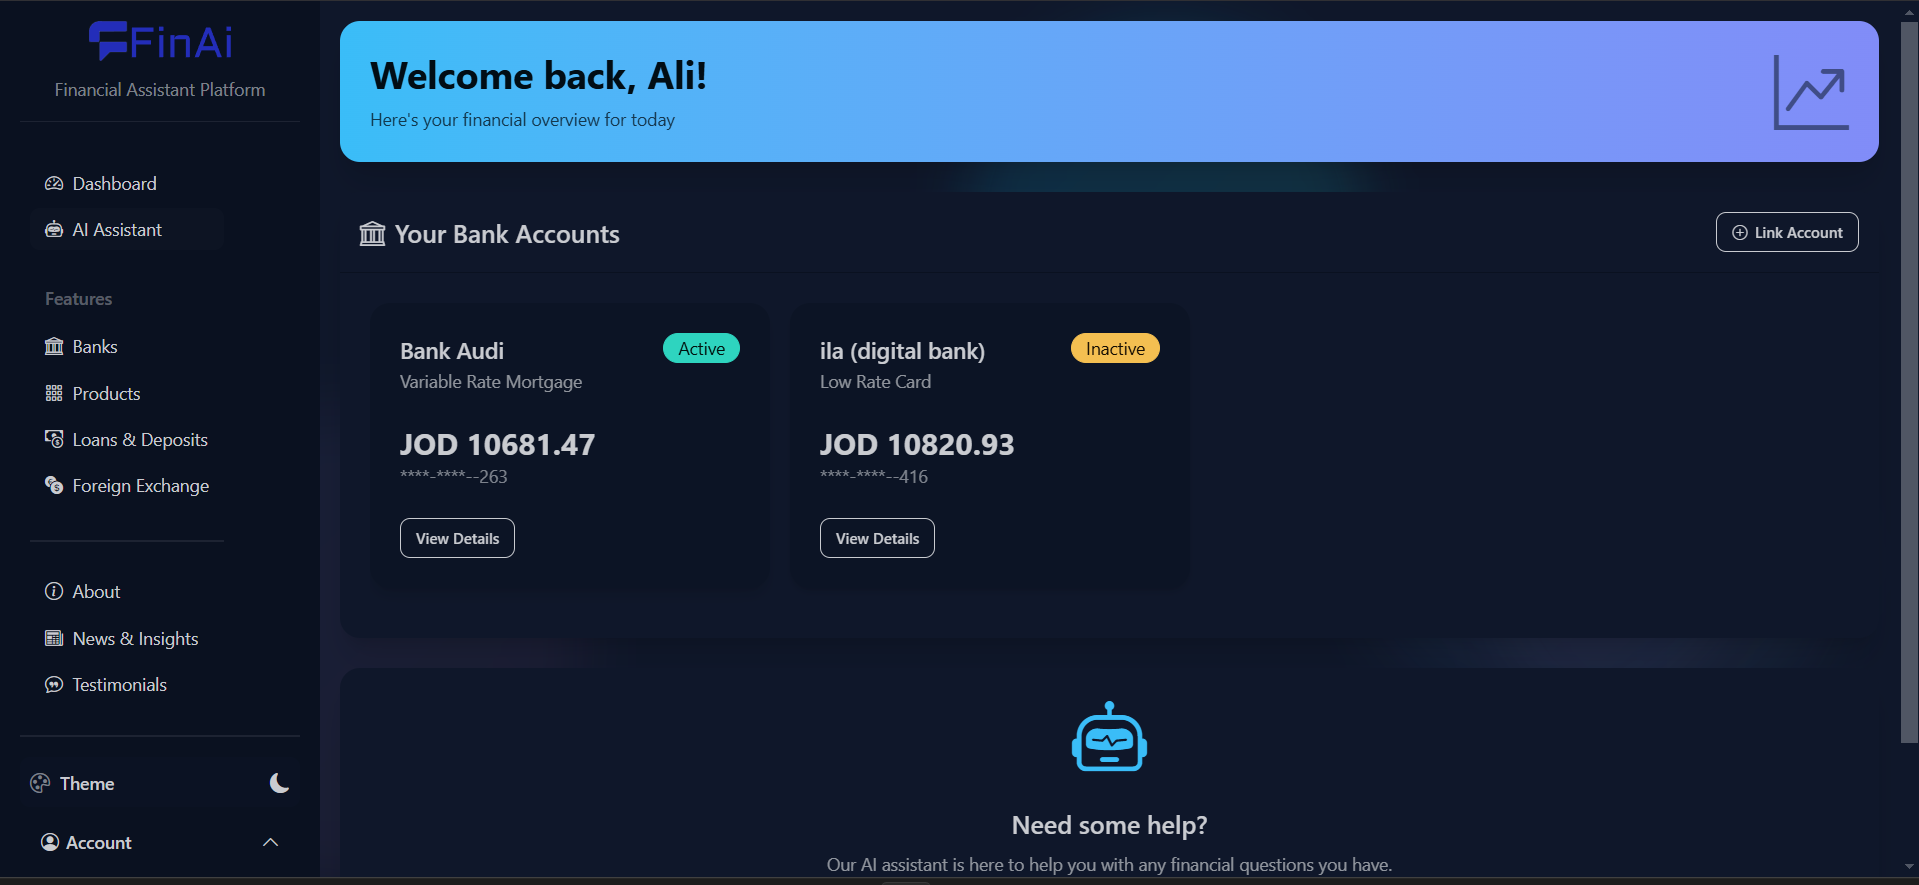 FinAi
Financial Assistant Platform
Dashboard
AI Assistant
Features
Banks
Products
Loans & Deposits
Foreign Exchange
About
News & Insights
Testimonials
Theme
Account
Welcome back, Ali!
Here's your financial overview for today
Your Bank Accounts
Link Account
Bank Audi
Active
Variable Rate Mortgage
JOD 10681.47
****-****--263
View Details
ila (digital bank)
Inactive
Low Rate Card
JOD 10820.93
****-****--416
View Details
Need some help?
Our AI assistant is here to help you with any financial questions you have.